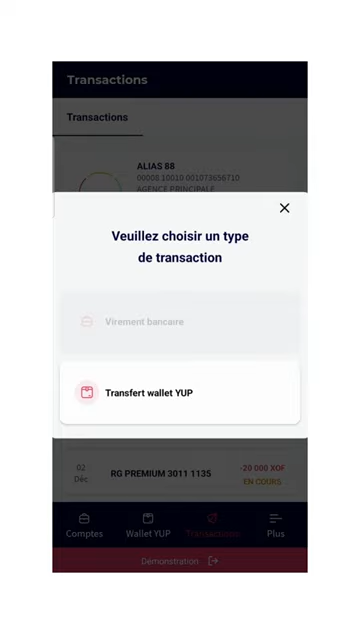 Transactions
Transactions
ALIAS 88
00008 10010 001073656710
AGENCE PRINCIPALE
Veuillez choisir un type
de transaction
Virement bancaire
Transfert wallet YUP
02
Déc
RG PREMIUM 3011 1135
-20 000 XOF
EN COURS
Comptes
Wallet YUP
Transactions
Plus
Démonstration